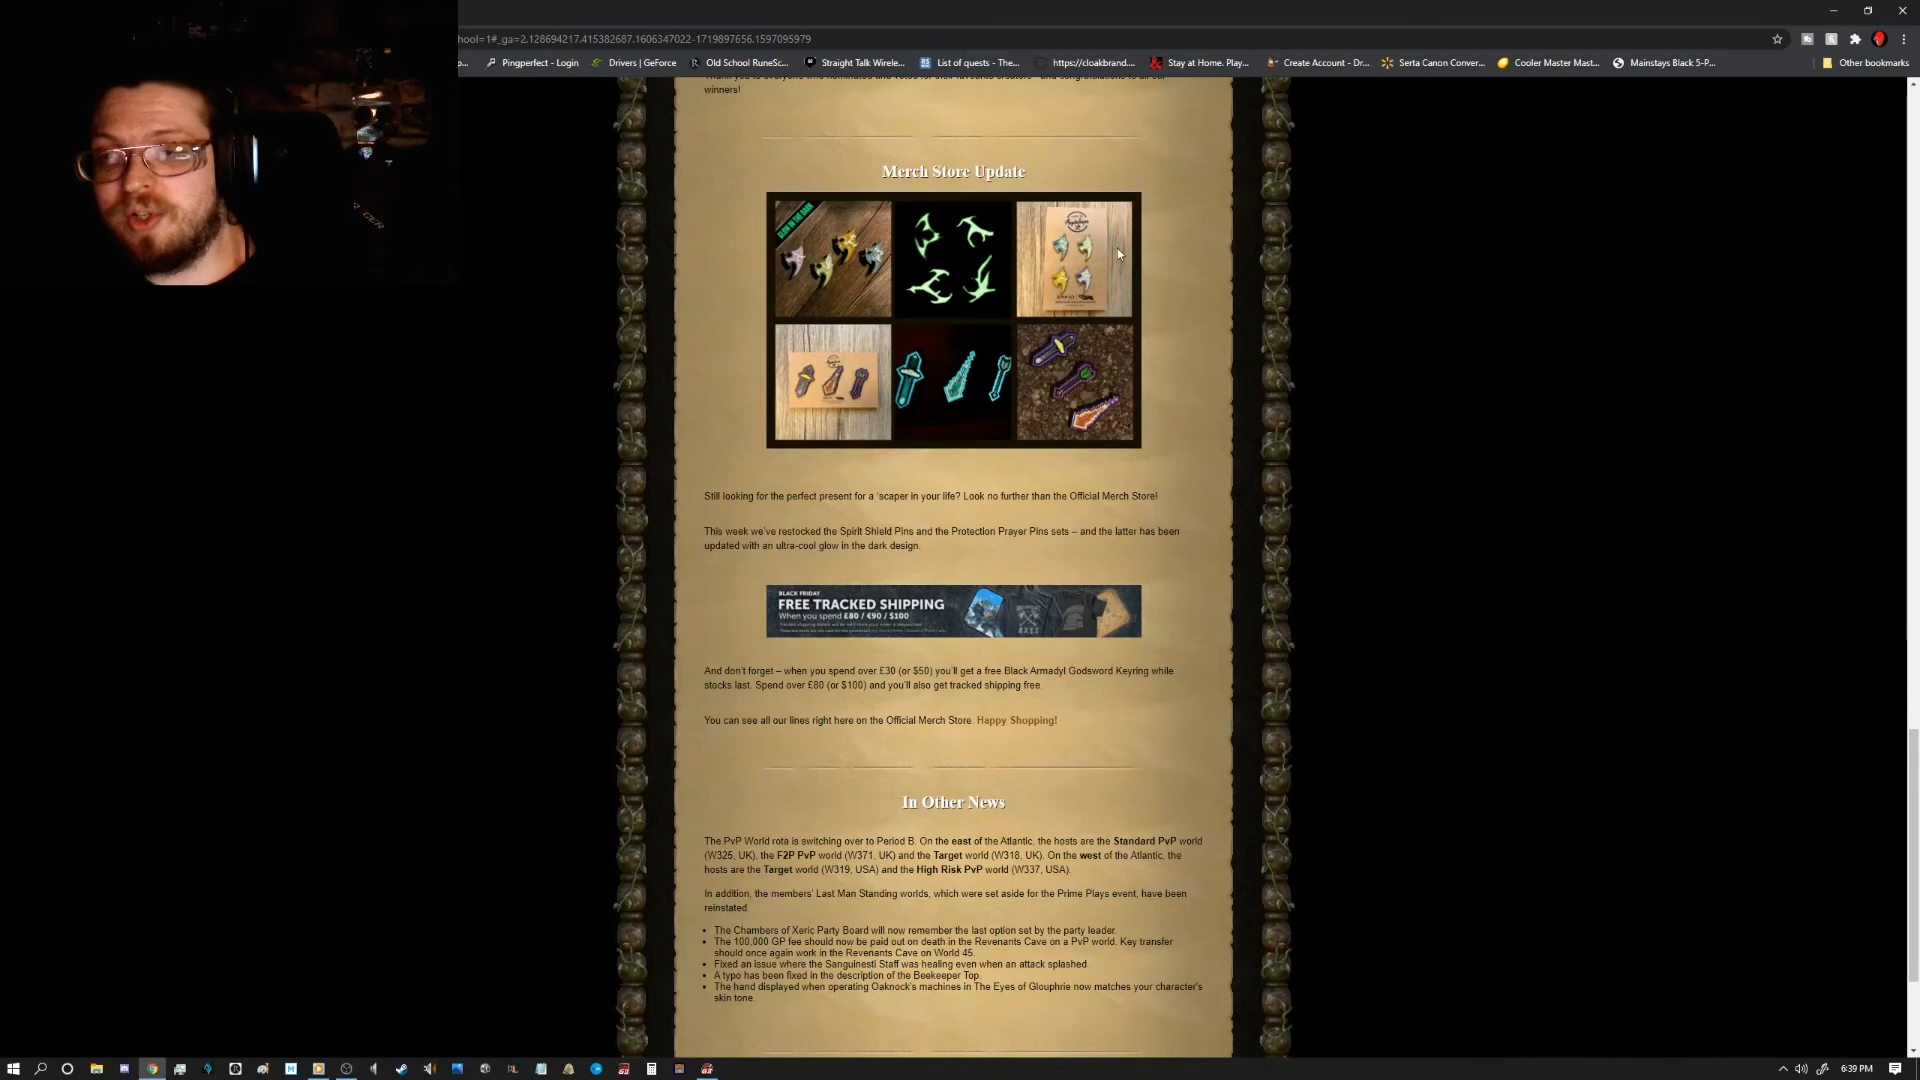 hool=1#_ga=2.128694217.415382687.1606347022-1719897656.1597095979
p... Pingperfect - Login Drivers | GeForce Old School RuneSc... Straight Talk Wirele... List of quests - The... https://cloakbrand.... Stay at Home. Play... Create Account - Dr... Serta Canon Conver... Cooler Master Mast... Mainstays Black 5-P... Other bookmarks
winners!
Merch Store Update
GLOW IN THE DARK
Still looking for the perfect present for a 'scaper in your life? Look no further than the Official Merch Store!
This week we've restocked the Spirit Shield Pins and the Protection Prayer Pins sets – and the latter has been
updated with an ultra-cool glow in the dark design.
BLACK FRIDAY
FREE TRACKED SHIPPING
When you spend £80 / €90 / $100
And don't forget – when you spend over £30 (or $50) you'll get a free Black Armadyl Godsword Keyring while
stocks last. Spend over £80 (or $100) and you'll also get tracked shipping free.
You can see all our lines right here on the Official Merch Store. Happy Shopping!
In Other News
The PvP World rota is switching over to Period B. On the east of the Atlantic, the hosts are the Standard PvP world
(W325, UK), the F2P PvP world (W371, UK) and the Target world (W318, UK). On the west of the Atlantic, the
hosts are the Target world (W319, USA) and the High Risk PvP world (W337, USA).
In addition, the members' Last Man Standing worlds, which were set aside for the Prime Plays event, have been
reinstated.
• The Chambers of Xeric Party Board will now remember the last option set by the party leader.
• The 100,000 GP fee should now be paid out on death in the Revenants Cave on a PvP world. Key transfer
should once again work in the Revenants Cave on World 45.
• Fixed an issue where the Sanguinesti Staff was healing even when an attack splashed.
• A typo has been fixed in the description of the Beekeeper Top.
• The hand displayed when operating Oaknock's machines in The Eyes of Glouphrie now matches your character's
skin tone.
6:39 PM